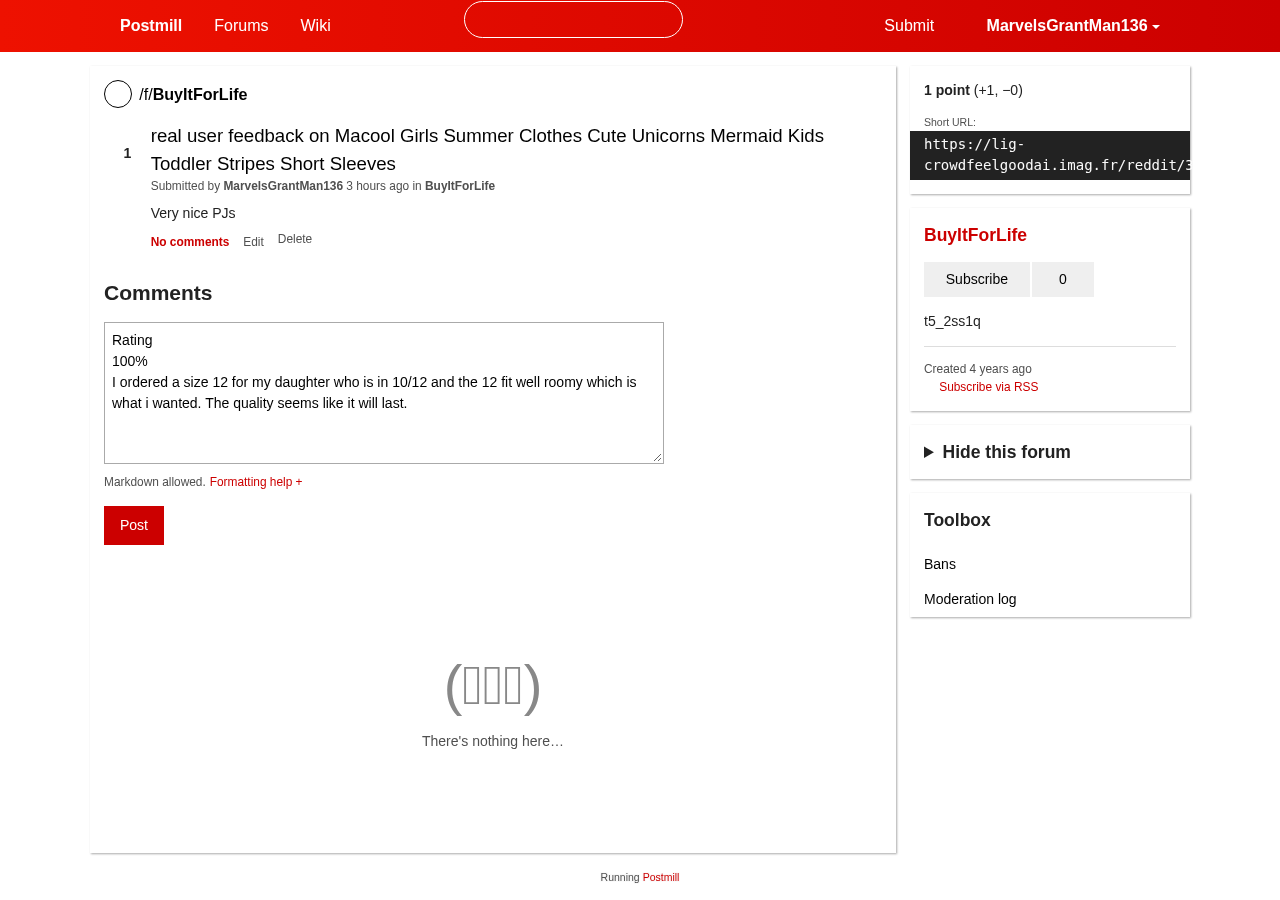 Postmill
Forums
Wiki
Submit
MarvelsGrantMan136
/f/BuyItForLife
1
real user feedback on Macool Girls Summer Clothes Cute Unicorns Mermaid Kids
Toddler Stripes Short Sleeves
Submitted by MarvelsGrantMan136 3 hours ago in BuyItForLife
Very nice PJs
No comments
Edit
Delete
Comments
Rating
100%
I ordered a size 12 for my daughter who is in 10/12 and the 12 fit well roomy which is
what i wanted. The quality seems like it will last.
Markdown allowed. Formatting help +
Post
There's nothing here…
1 point (+1, −0)
Short URL:
https://lig-
crowdfeelgoodai.imag.fr/reddit/3
BuyItForLife
Subscribe
0
t5_2ss1q
Created 4 years ago
Subscribe via RSS
Hide this forum
Toolbox
Bans
Moderation log
Running Postmill